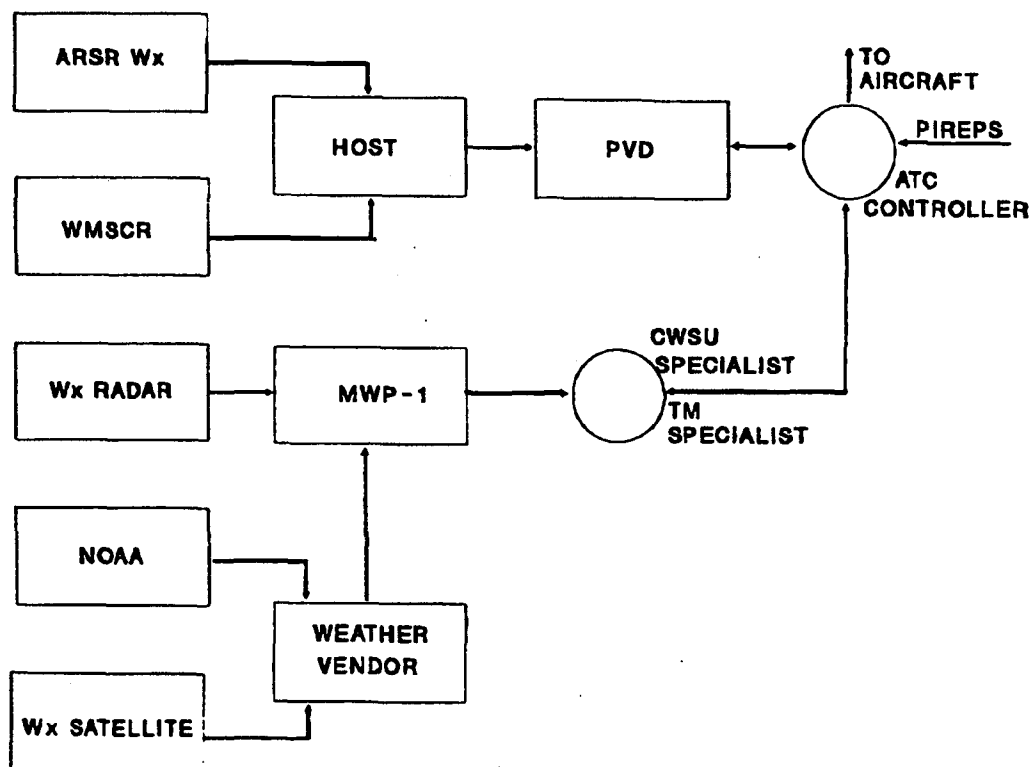 ARSR Wx
TO
AIRCRAFT
HOST
PVD
PIREPS
ATC
CONTROLLER
WMSCR
Wx RADAR
MWP-1
CWSU
SPECIALIST
TM
SPECIALIST
NOAA
WEATHER
VENDOR
Wx SATELLITE